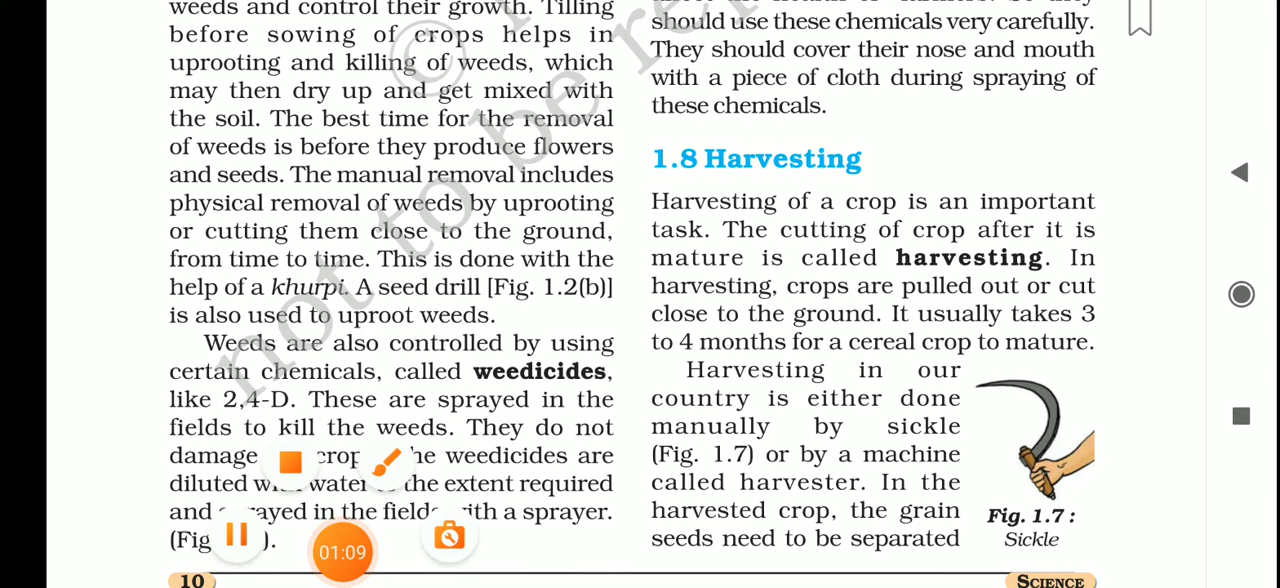 weeds and control their growth. Tilling
before sowing of crops helps in
uprooting and killing of weeds, which
may then dry up and get mixed with
the soil. The best time for the removal
of weeds is before they produce flowers
and seeds. The manual removal includes
physical removal of weeds by uprooting
or cutting them close to the ground,
from time to time. This is done with the
help of a khurpi. A seed drill [Fig. 1.2(b)]
is also used to uproot weeds.
Weeds are also controlled by using
certain chemicals, called weedicides,
like 2,4-D. These are sprayed in the
fields to kill the weeds. They do not
damage crop he weedicides are
diluted water the extent required
and rayed in the field ith a sprayer.
(Fig ).
10
should use these chemicals very carefully.
They should cover their nose and mouth
with a piece of cloth during spraying of
these chemicals.
1.8 Harvesting
Harvesting of a crop is an important
task. The cutting of crop after it is
mature is called harvesting. In
harvesting, crops are pulled out or cut
close to the ground. It usually takes 3
to 4 months for a cereal crop to mature.
Harvesting in our
country is either done
manually by sickle
(Fig. 1.7) or by a machine
called harvester. In the
harvested crop, the grain
seeds need to be separated
Fig. 1.7 :
Sickle
SCIENCE
©
not to be re
01:09